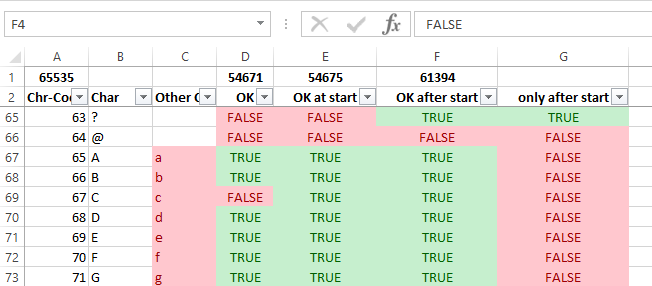 F4 fx FALSE
A B C D E F G
1 65535 54671 54675 61394
2 Chr-Co Char Other OK OK at start OK after start only after start
65 63 ? FALSE FALSE TRUE TRUE
66 64 @ FALSE FALSE FALSE FALSE
67 65 A a TRUE TRUE TRUE FALSE
68 66 B b TRUE TRUE TRUE FALSE
69 67 C c FALSE TRUE TRUE FALSE
70 68 D d TRUE TRUE TRUE FALSE
71 69 E e TRUE TRUE TRUE FALSE
72 70 F f TRUE TRUE TRUE FALSE
73 71 G g TRUE TRUE TRUE FALSE